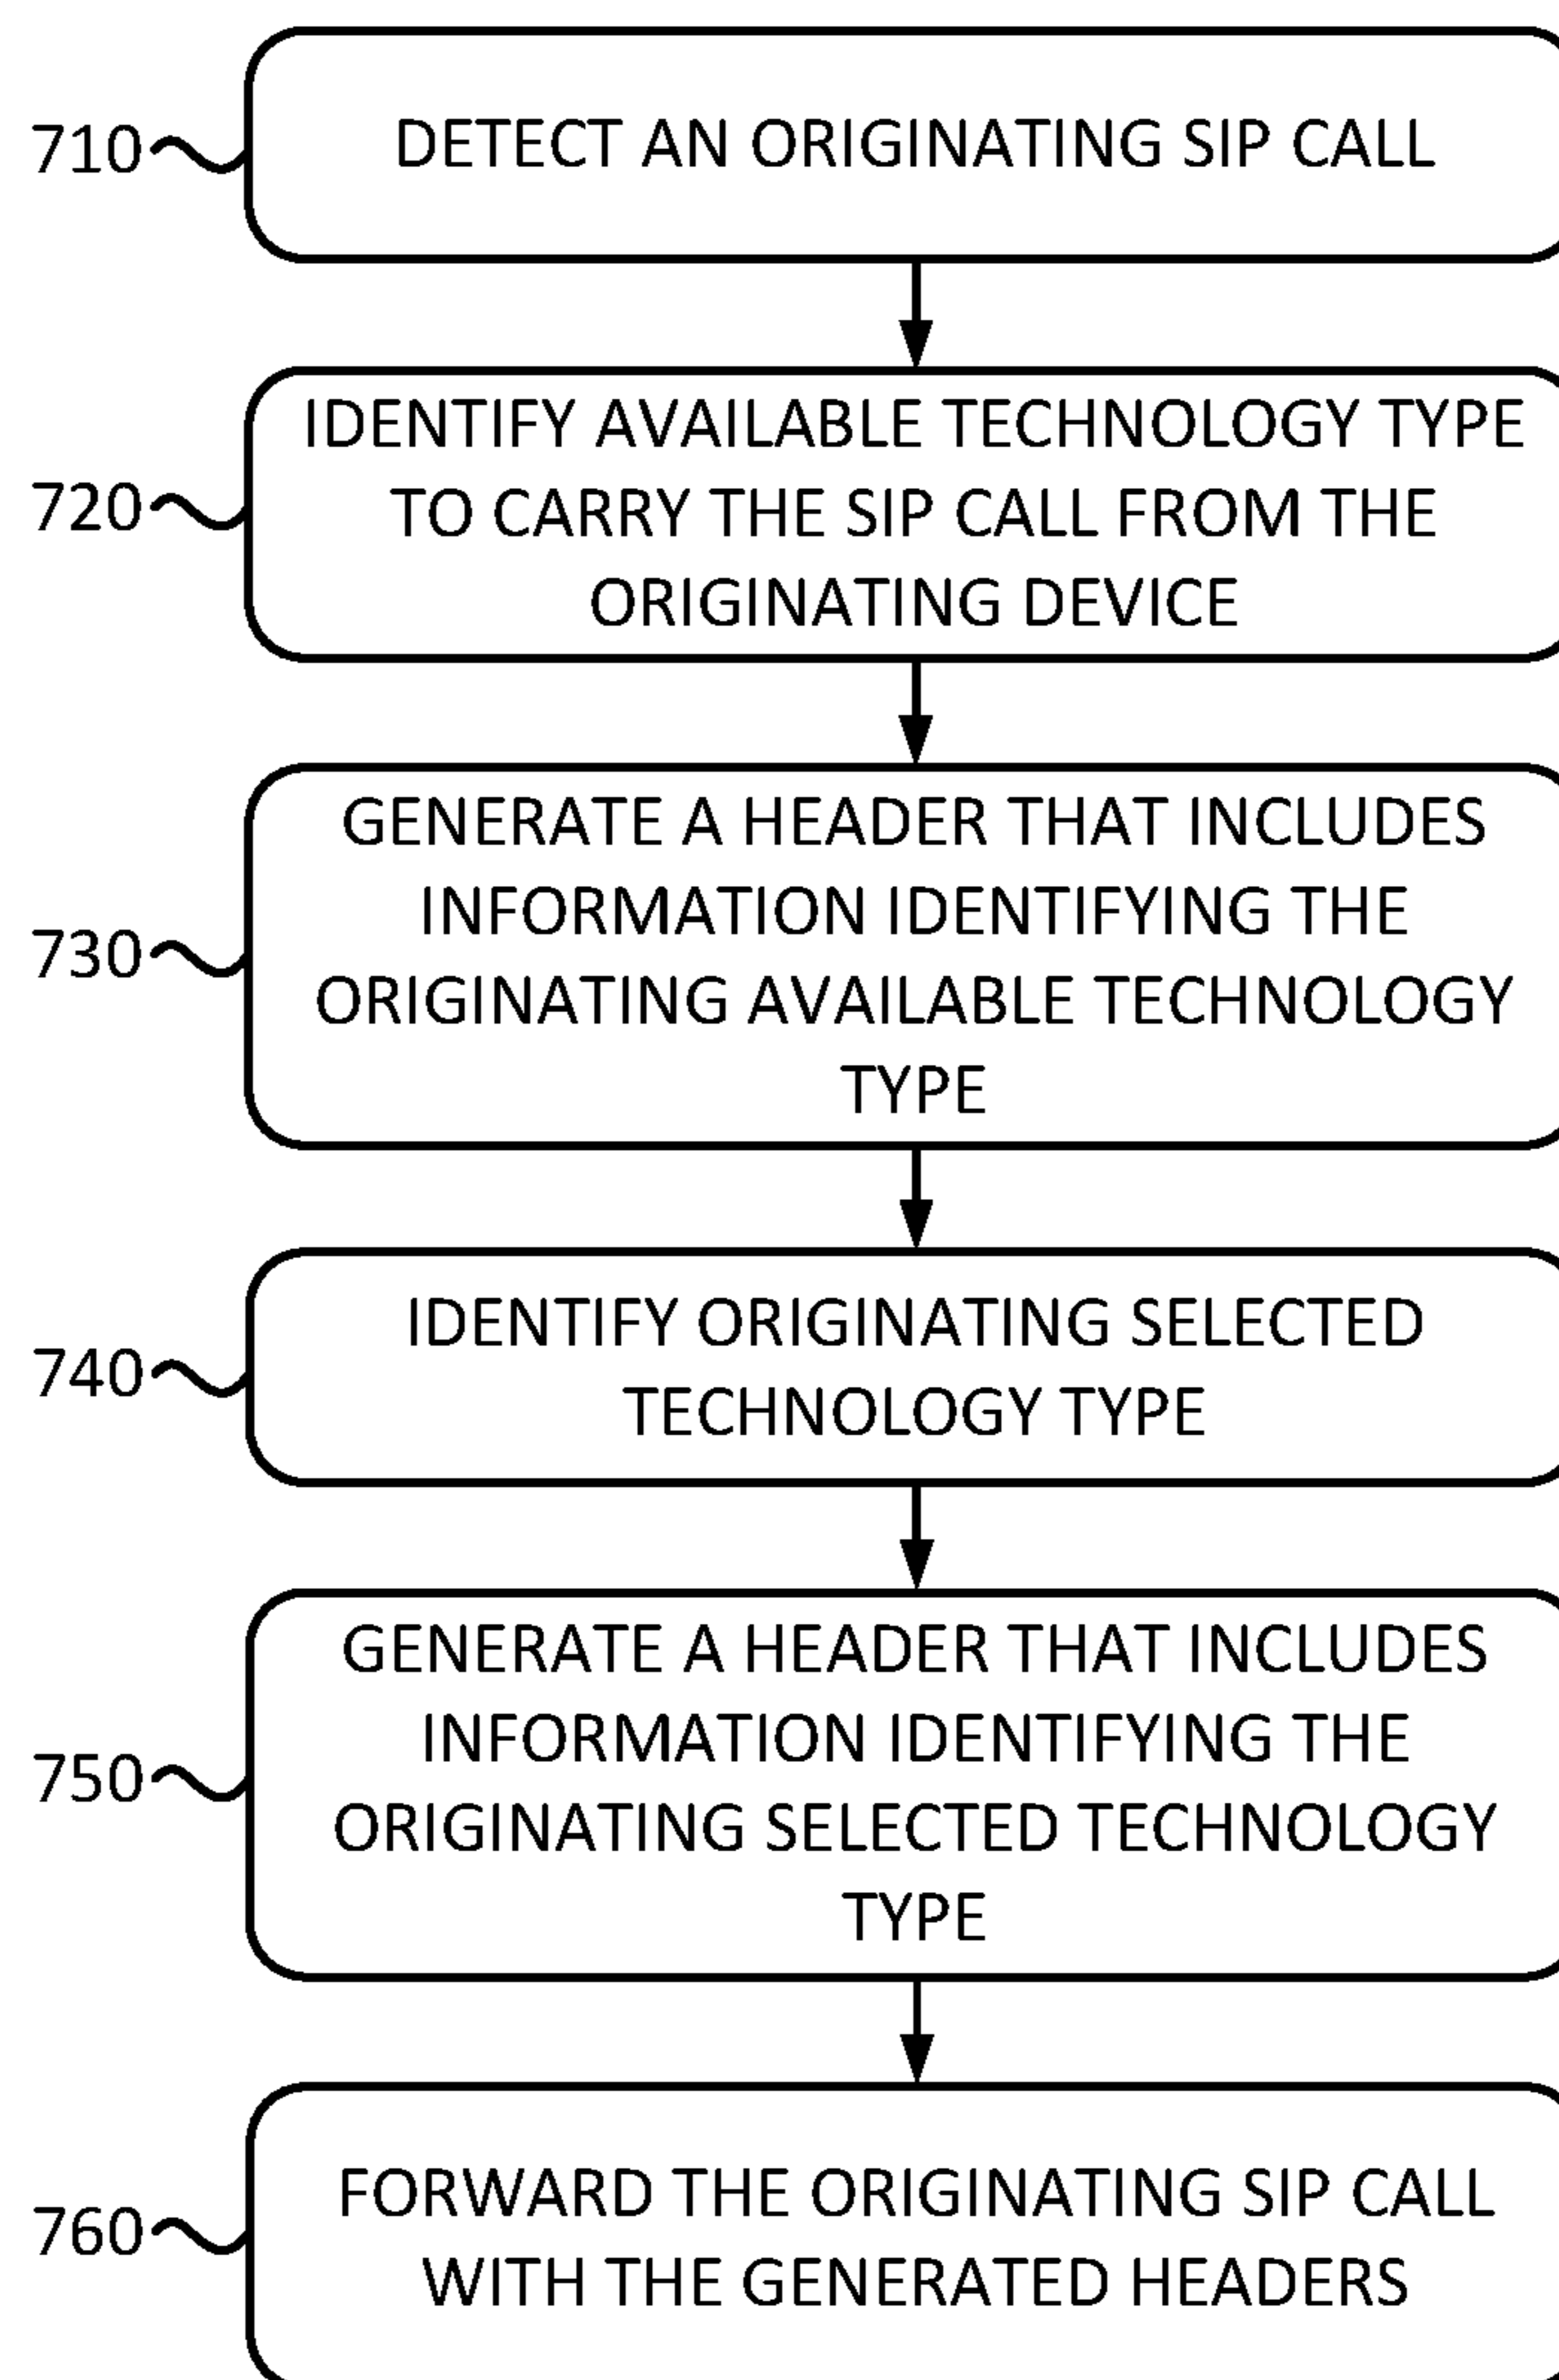 710
DETECT AN ORIGINATING SIP CALL
720
IDENTIFY AVAILABLE TECHNOLOGY TYPE
TO CARRY THE SIP CALL FROM THE
ORIGINATING DEVICE
730
GENERATE A HEADER THAT INCLUDES
INFORMATION IDENTIFYING THE
ORIGINATING AVAILABLE TECHNOLOGY
TYPE
740
IDENTIFY ORIGINATING SELECTED
TECHNOLOGY TYPE
750
GENERATE A HEADER THAT INCLUDES
INFORMATION IDENTIFYING THE
ORIGINATING SELECTED TECHNOLOGY
TYPE
760
FORWARD THE ORIGINATING SIP CALL
WITH THE GENERATED HEADERS